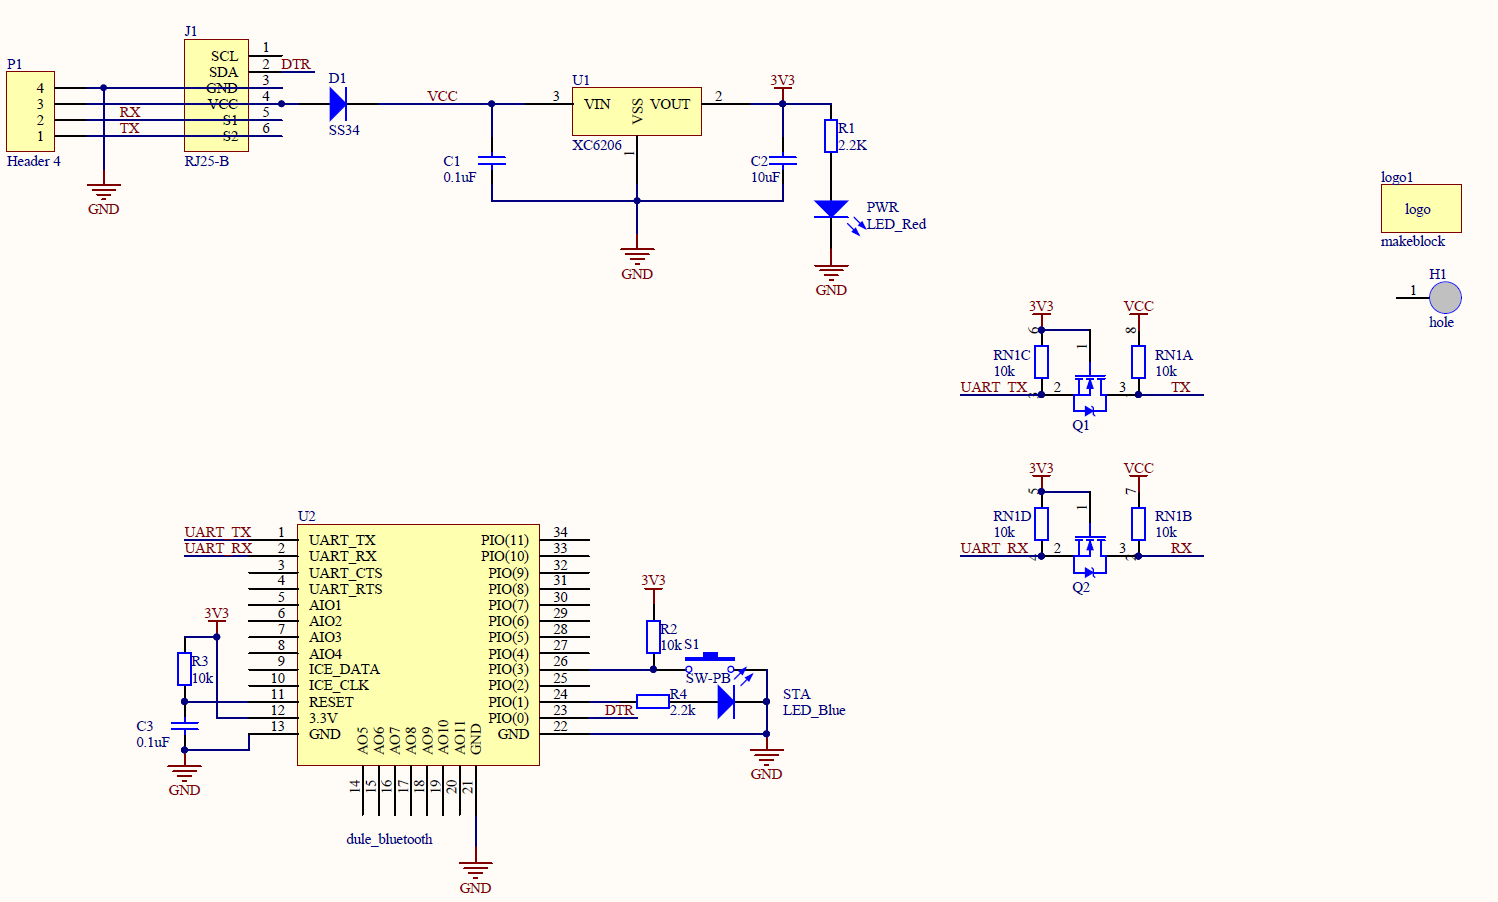 J1
P1
4
3
2
1
RX
TX
Header 4
SCL
SDA
GND
VCC
S1
S2
1
2
3
4
5
6
DTR
RJ25-B
GND
D1
SS34
VCC
C1
0.1uF
U1
3
VIN
VSS
VOUT
2
XC6206
1
GND
3V3
C2
10uF
R1
2.2K
PWR
LED_Red
GND
logo1
logo
makeblock
H1
1
hole
3V3
VCC
6
8
1
RN1C
10k
RN1A
10k
UART_TX
2
3
TX
Q1
3V3
VCC
5
7
1
RN1D
10k
RN1B
10k
UART_RX
2
3
RX
Q2
U2
UART_TX
1
UART_TX
UART_RX
2
UART_RX
3
UART_CTS
4
UART_RTS
5
AIO1
6
AIO2
7
AIO3
8
AIO4
9
ICE_DATA
10
ICE_CLK
11
RESET
12
3.3V
13
GND
PIO(11)
34
PIO(10)
33
PIO(9)
32
PIO(8)
31
PIO(7)
30
PIO(6)
29
PIO(5)
28
PIO(4)
27
PIO(3)
26
PIO(2)
25
PIO(1)
24
PIO(0)
23
GND
22
AO5
AO6
AO7
AO8
AO9
AO10
AO11
GND
14
15
16
17
18
19
20
21
dule_bluetooth
GND
3V3
R3
10k
C3
0.1uF
GND
3V3
R2
10k
S1
SW-PB
R4
2.2k
DTR
STA
LED_Blue
GND